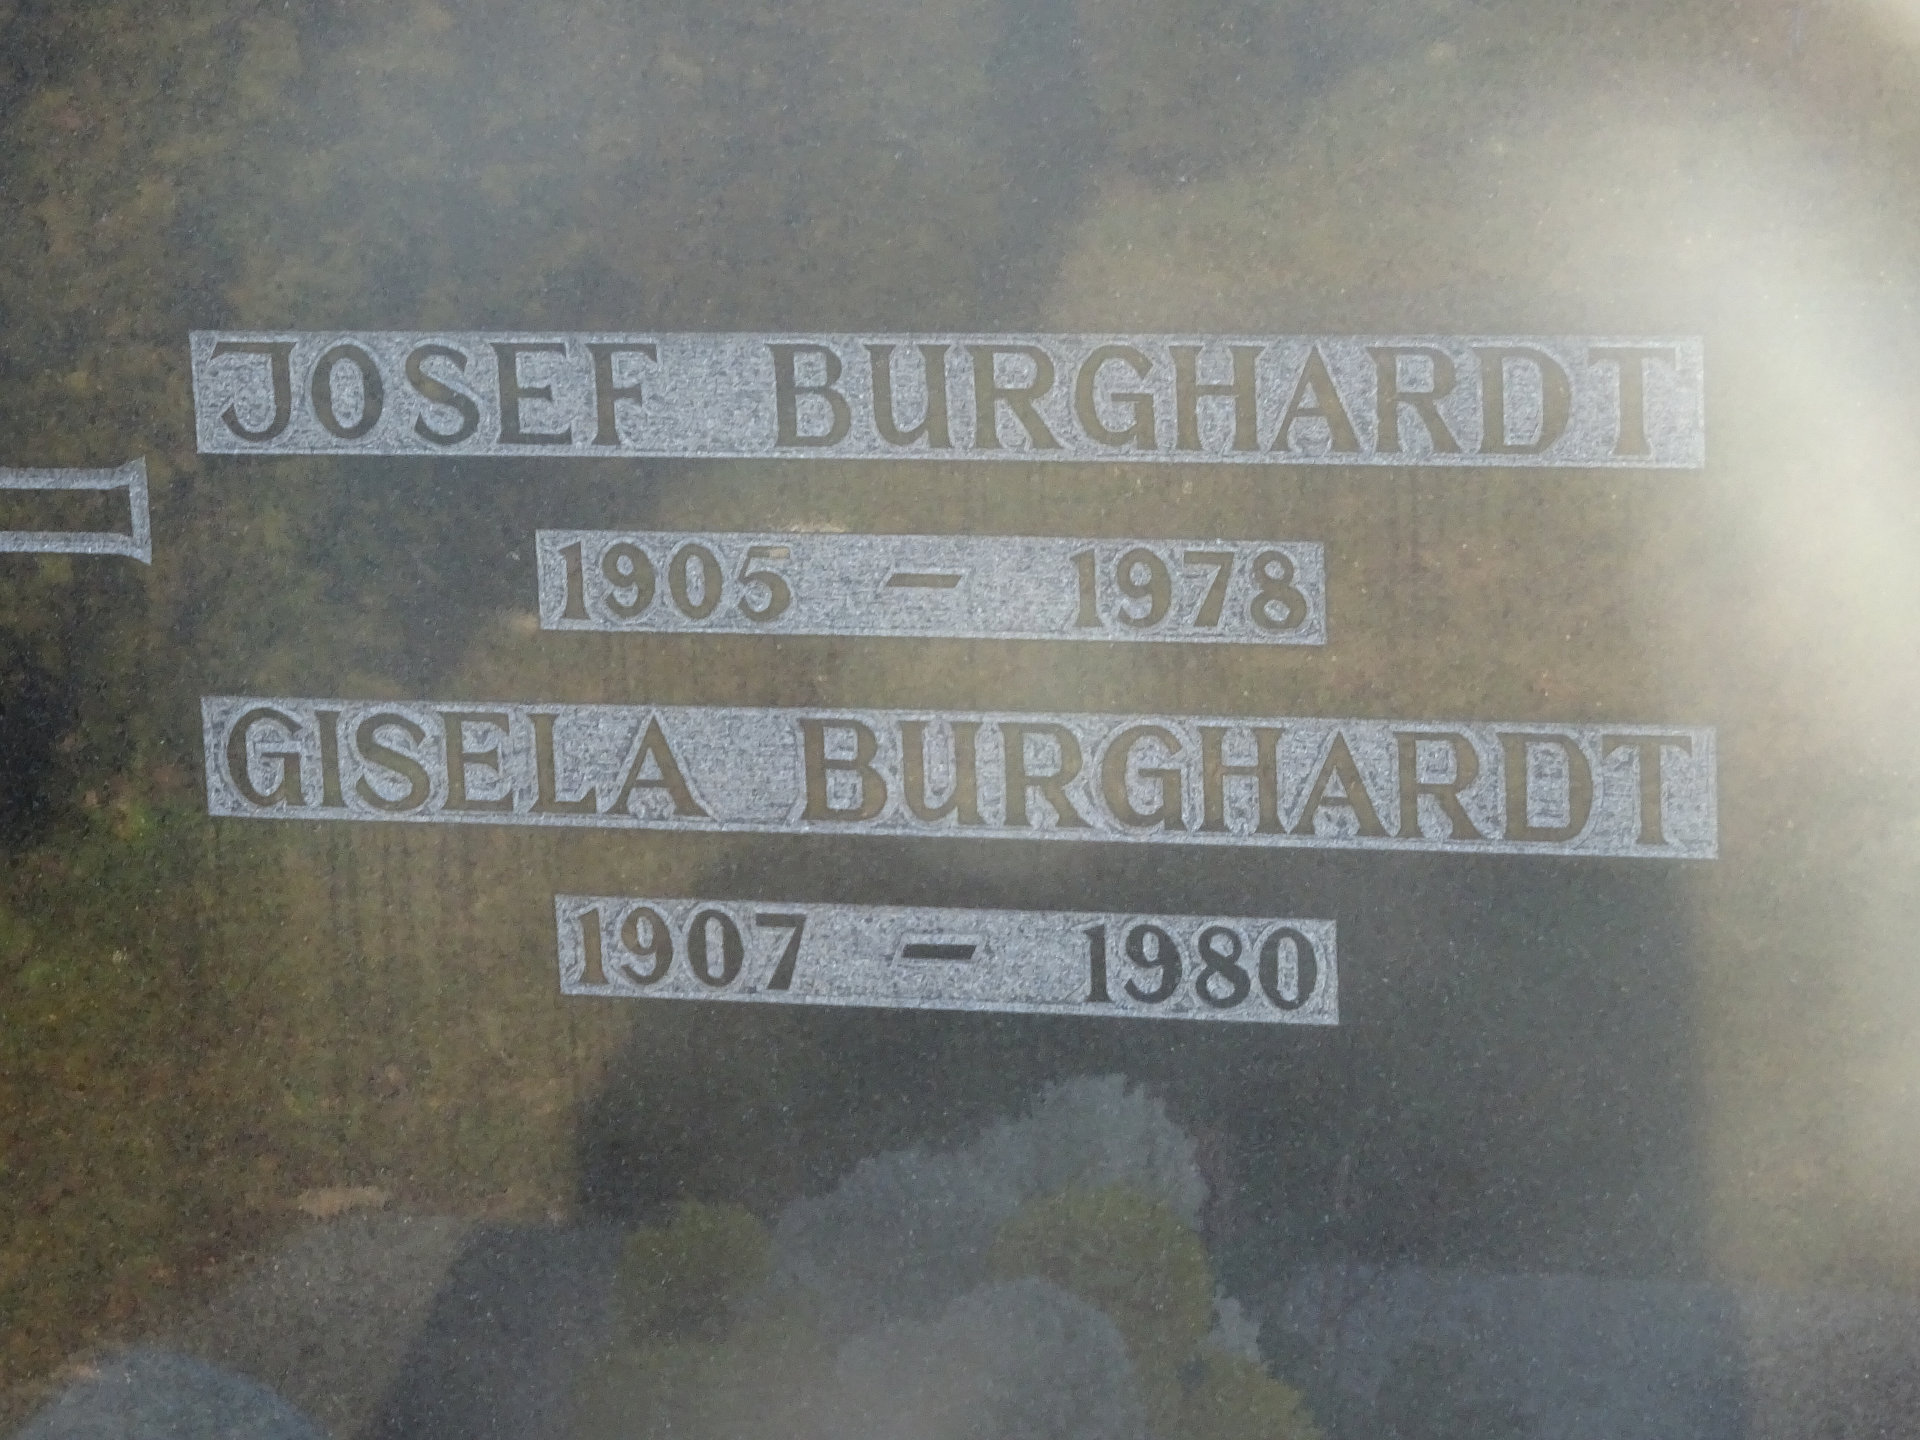 JOSEF BURGHARDT
1905 – 1978
GISELA BURGHARDT
1907 – 1980